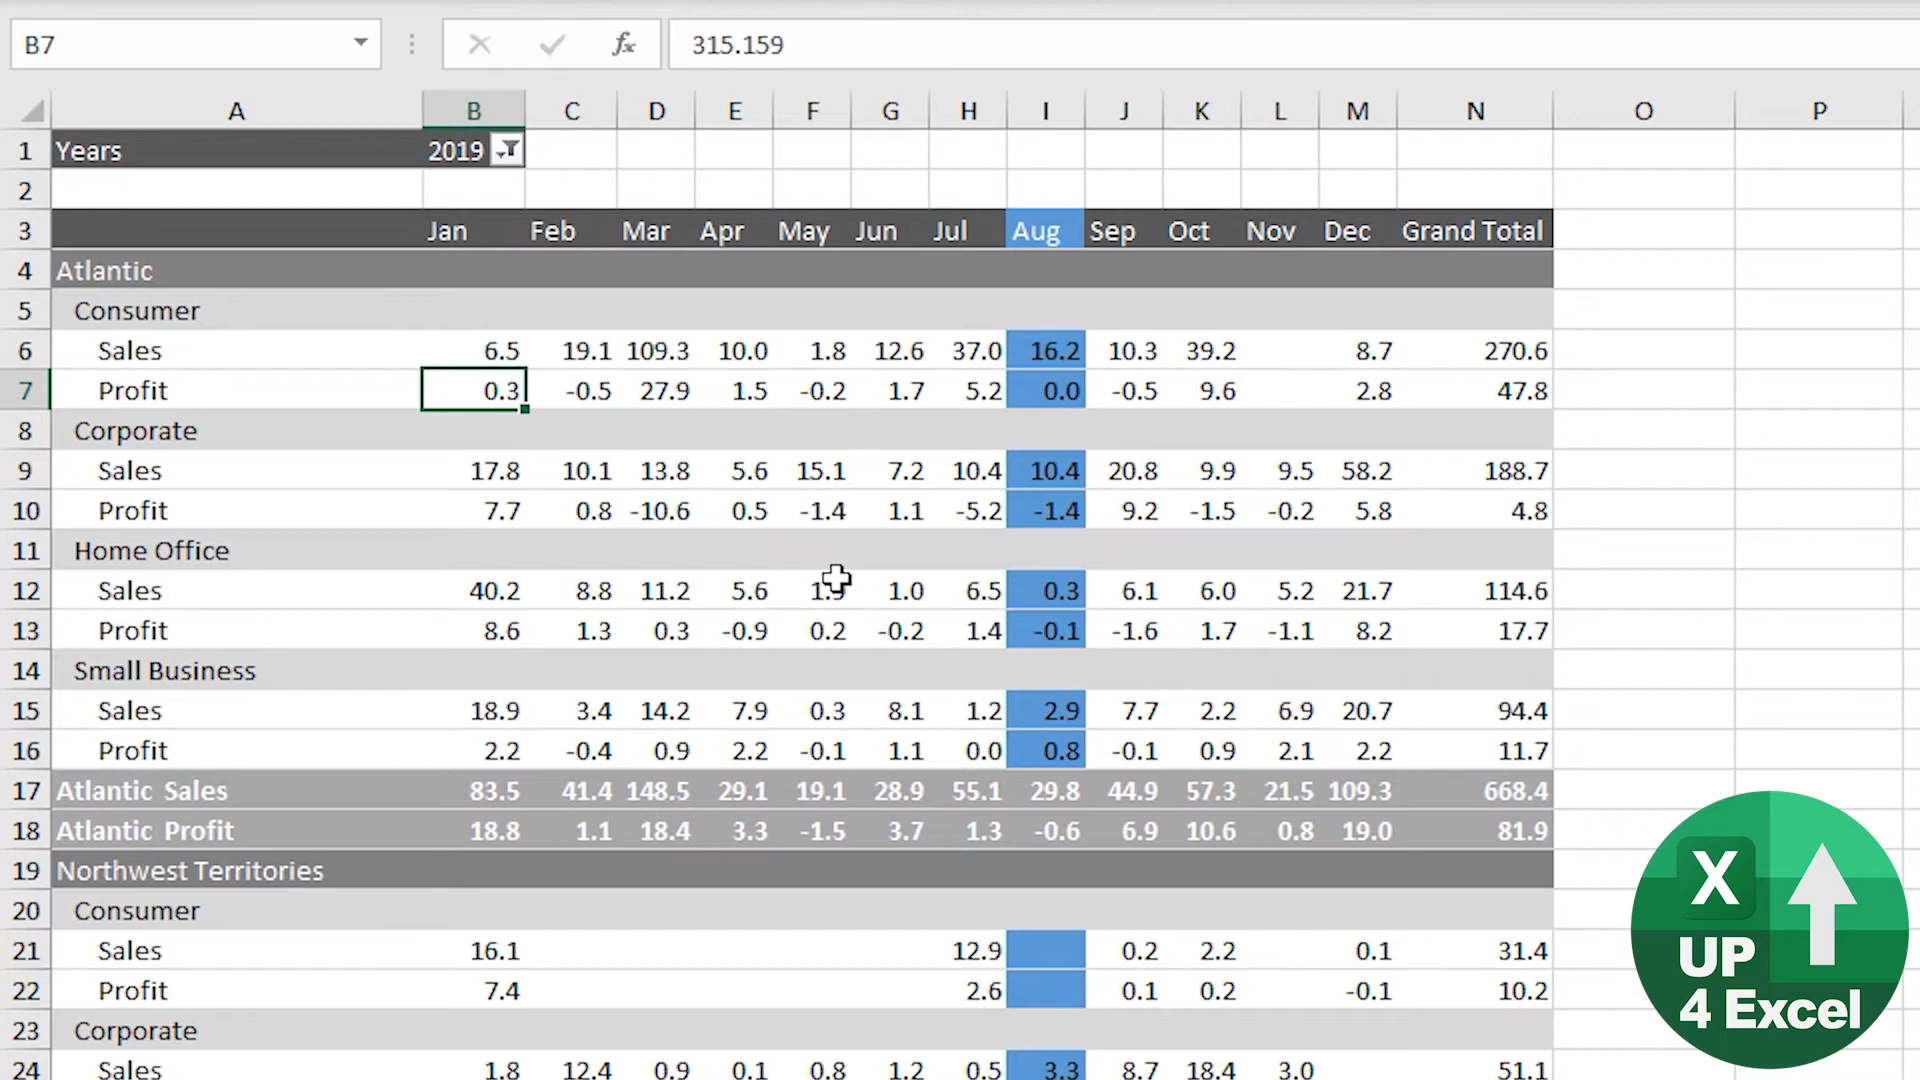 B7 fx 315.159
A B C D E F G H I J K L M N O P
1 Years 2019
2
3 Jan Feb Mar Apr May Jun Jul Aug Sep Oct Nov Dec Grand Total
4 Atlantic
5 Consumer
6 Sales 6.5 19.1 109.3 10.0 1.8 12.6 37.0 16.2 10.3 39.2 8.7 270.6
7 Profit 0.3 -0.5 27.9 1.5 -0.2 1.7 5.2 0.0 -0.5 9.6 2.8 47.8
8 Corporate
9 Sales 17.8 10.1 13.8 5.6 15.1 7.2 10.4 10.4 20.8 9.9 9.5 58.2 188.7
10 Profit 7.7 0.8 -10.6 0.5 -1.4 1.1 -5.2 -1.4 9.2 -1.5 -0.2 5.8 4.8
11 Home Office
12 Sales 40.2 8.8 11.2 5.6 1.0 6.5 0.3 6.1 6.0 5.2 21.7 114.6
13 Profit 8.6 1.3 0.3 -0.9 0.2 -0.2 1.4 -0.1 -1.6 1.7 -1.1 8.2 17.7
14 Small Business
15 Sales 18.9 3.4 14.2 7.9 0.3 8.1 1.2 2.9 7.7 2.2 6.9 20.7 94.4
16 Profit 2.2 -0.4 0.9 2.2 -0.1 1.1 0.0 0.8 -0.1 0.9 2.1 2.2 11.7
17 Atlantic Sales 83.5 41.4 148.5 29.1 19.1 28.9 55.1 29.8 44.9 57.3 21.5 109.3 668.4
18 Atlantic Profit 18.8 1.1 18.4 3.3 -1.5 3.7 1.3 -0.6 6.9 10.6 0.8 19.0 81.9
19 Northwest Territories
20 Consumer
21 Sales 16.1 12.9 0.2 2.2 0.1 31.4
22 Profit 7.4 2.6 0.1 0.2 -0.1 10.2
23 Corporate
24 Sales 1.8 12.4 0.9 0.1 0.8 1.2 0.5 3.3 8.7 18.4 3.0 51.1
X
UP
4 Excel